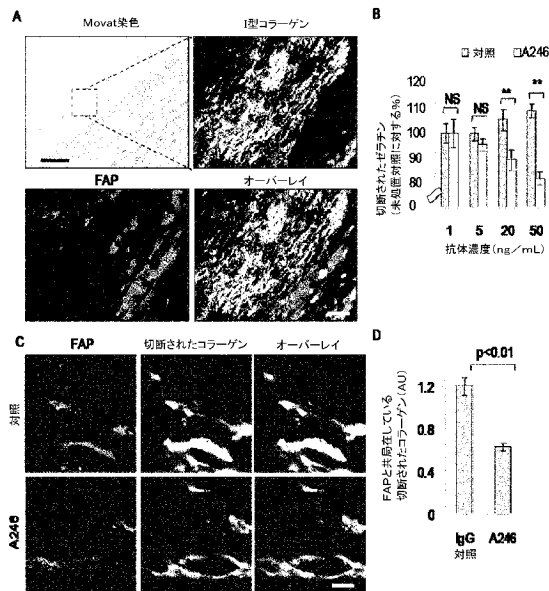 A
Movat染色
I型コラーゲン
FAP
オーバーレイ
B
対照 A246
切断されたゼラチン
(未処置対照に対する%)
120
110
100
90
80
0
NS
NS
**
**
1 5 20 50
抗体濃度(ng/mL)
C
FAP
切断されたコラーゲン
オーバーレイ
対照
A246
D
FAPと共局在している
切断されたコラーゲン(AU)
p<0.01
1.2
0.8
0.4
0
IgG
対照
A246